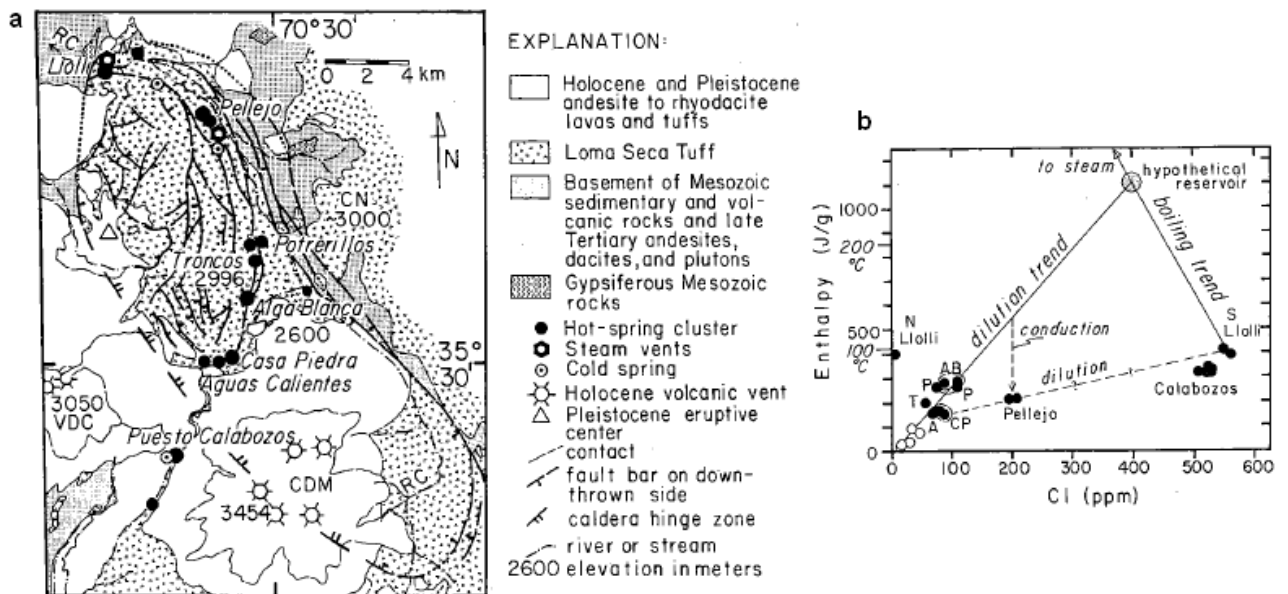 a
RC
Llolli
70°30'
0 2 4 km
Pellejo
N
CN
3000
Potrerillos
Troncos
2996
Alga Blanca
2600
Casa Piedra
Aguas Calientes
35°
30'
3050
VDC
Puesto Calabozos
CDM
3454
RC
EXPLANATION:
Holocene and Pleistocene
andesite to rhyodacite
lavas and tuffs
Loma Seca Tuff
Basement of Mesozoic
sedimentary and vol-
canic rocks and late
Tertiary andesites,
dacites, and plutons
Gypsiferous Mesozoic
rocks
Hot-spring cluster
Steam vents
Cold spring
Holocene volcanic vent
Pleistocene eruptive
center
contact
fault bar on down-
thrown side
caldera hinge zone
river or stream
2600 elevation in meters
b
to steam
hypothetical
reservoir
1000
200
°C
Enthalpy (J/g)
dilution trend
boiling trend
500
100
°C
N
Llolli
conduction
S
Llolli
dilution
AB
P
P
T
A
CP
Pellejo
Calabozos
0
0 100 200 300 400 500 600
Cl (ppm)